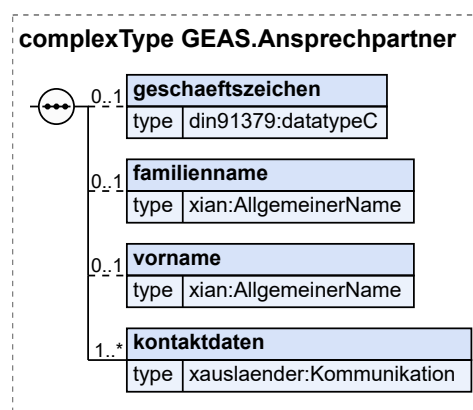 complexType GEAS.Ansprechpartner
0..1 geschaeftszeichen
type din91379:datatypeC
0..1 familienname
type xian:AllgemeinerName
0..1 vorname
type xian:AllgemeinerName
1..* kontaktdaten
type xauslaender:Kommunikation